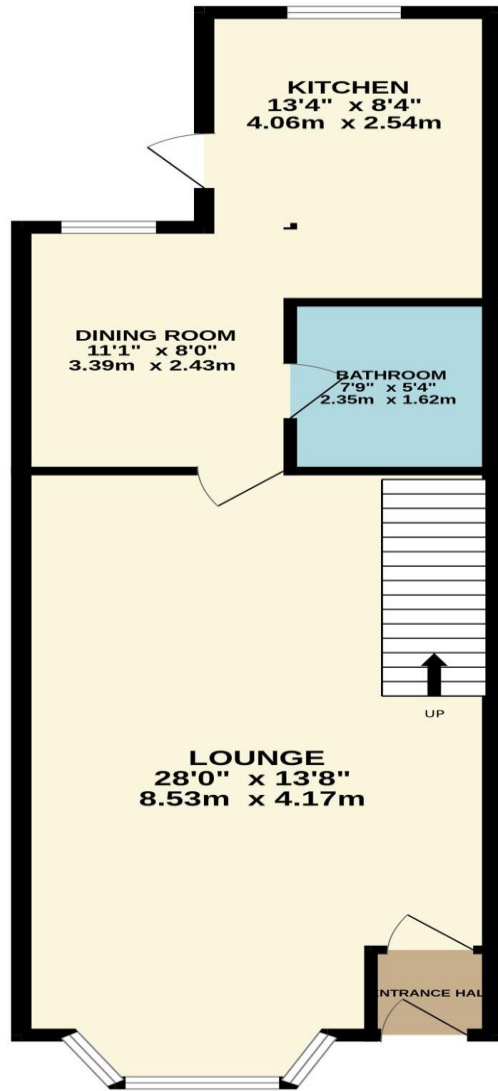 KITCHEN
13'4" x 8'4"
4.06m x 2.54m
DINING ROOM
11'1" x 8'0"
3.39m x 2.43m
BATHROOM
7'9" x 5'4"
2.35m x 1.62m
UP
LOUNGE
28'0" x 13'8"
8.53m x 4.17m
ENTRANCE HALL